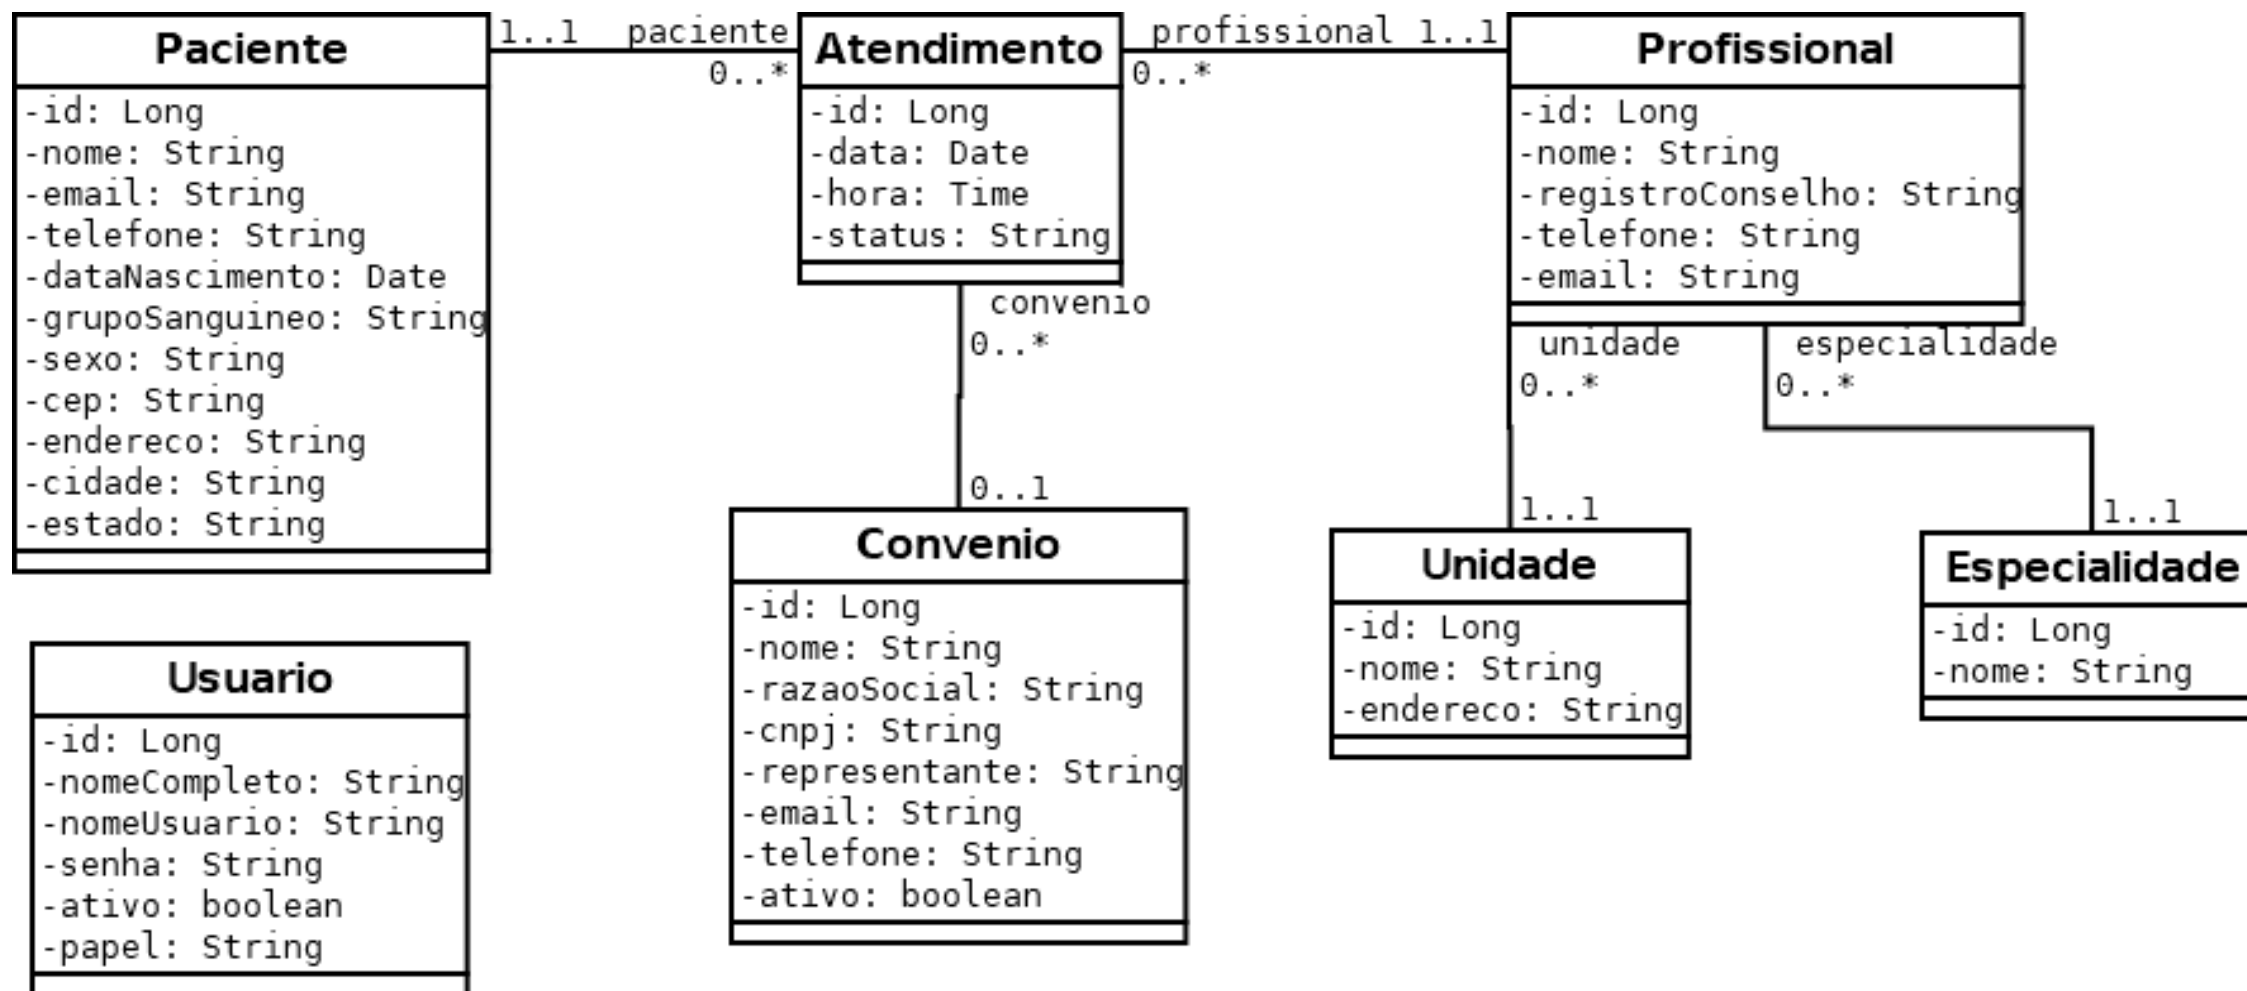 Paciente
-id: Long
-nome: String
-email: String
-telefone: String
-dataNascimento: Date
-grupoSanguineo: String
-sexo: String
-cep: String
-endereco: String
-cidade: String
-estado: String
1..1 paciente
0..*
Atendimento
-id: Long
-data: Date
-hora: Time
-status: String
profissional 1..1
0..*
Profissional
-id: Long
-nome: String
-registroConselho: String
-telefone: String
-email: String
convenio
0..*
0..1
unidade
0..*
1..1
especialidade
0..*
1..1
Usuario
-id: Long
-nomeCompleto: String
-nomeUsuario: String
-senha: String
-ativo: boolean
-papel: String
Convenio
-id: Long
-nome: String
-razaoSocial: String
-cnpj: String
-representante: String
-email: String
-telefone: String
-ativo: boolean
Unidade
-id: Long
-nome: String
-endereco: String
Especialidade
-id: Long
-nome: String